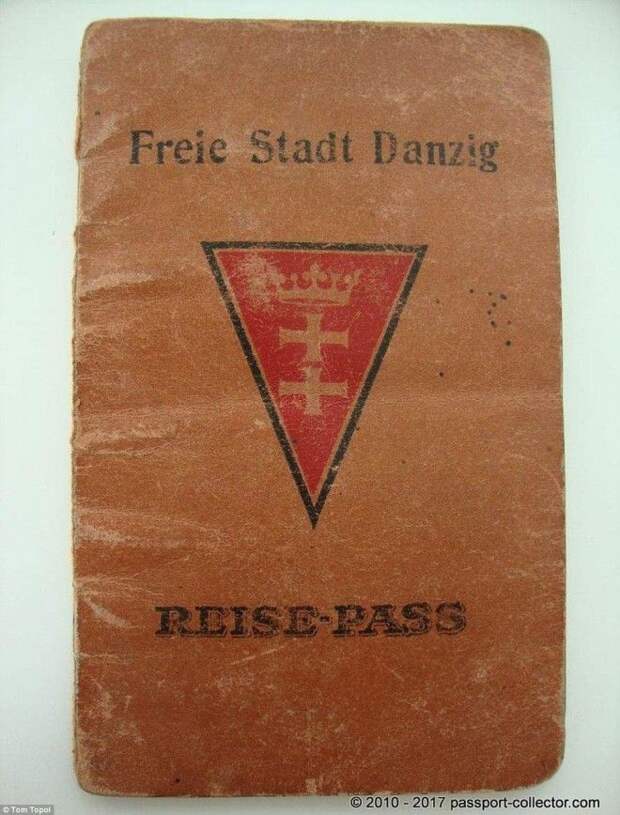 Freie Stadt Danzig
REISE-PASS
© Tom Topol
© 2010 - 2017 passport-collector.com